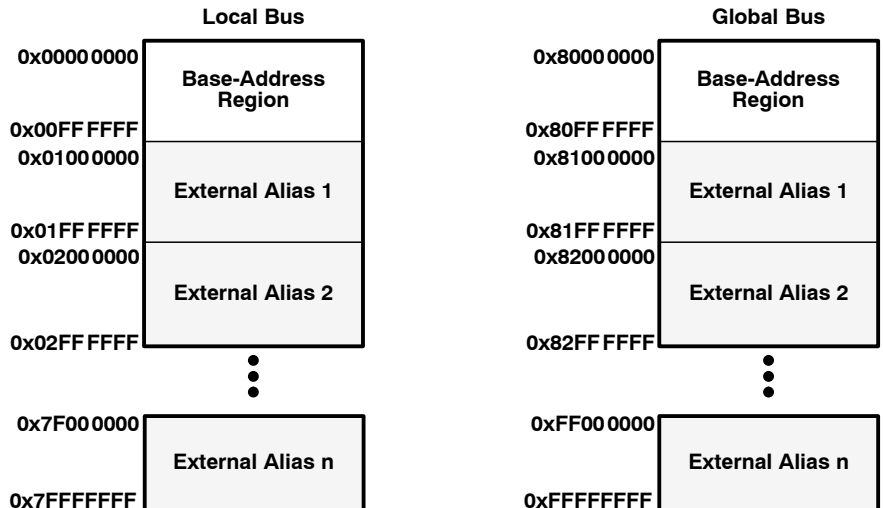 Local Bus
0x0000 0000
Base-Address
Region
0x00FF FFFF
0x0100 0000
External Alias 1
0x01FF FFFF
0x0200 0000
External Alias 2
0x02FF FFFF
0x7F00 0000
External Alias n
0x7FFFFFFF
Global Bus
0x8000 0000
Base-Address
Region
0x80FF FFFF
0x8100 0000
External Alias 1
0x81FF FFFF
0x8200 0000
External Alias 2
0x82FF FFFF
0xFF00 0000
External Alias n
0xFFFFFFFF